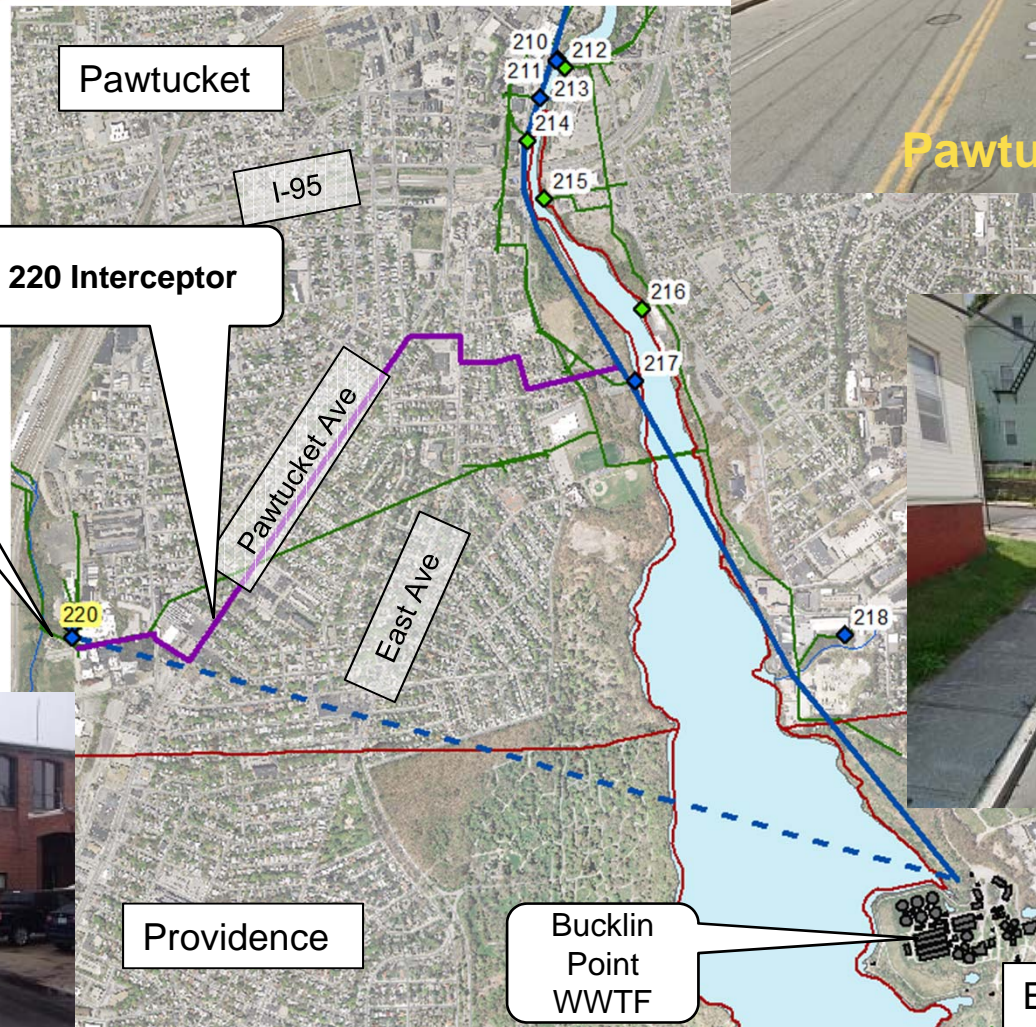 Pawtucket
210
212
211
213
214
I-95
215
220 Interceptor
216
217
Pawtucket Ave
East Ave
220
218
Providence
Bucklin
Point
WWTF